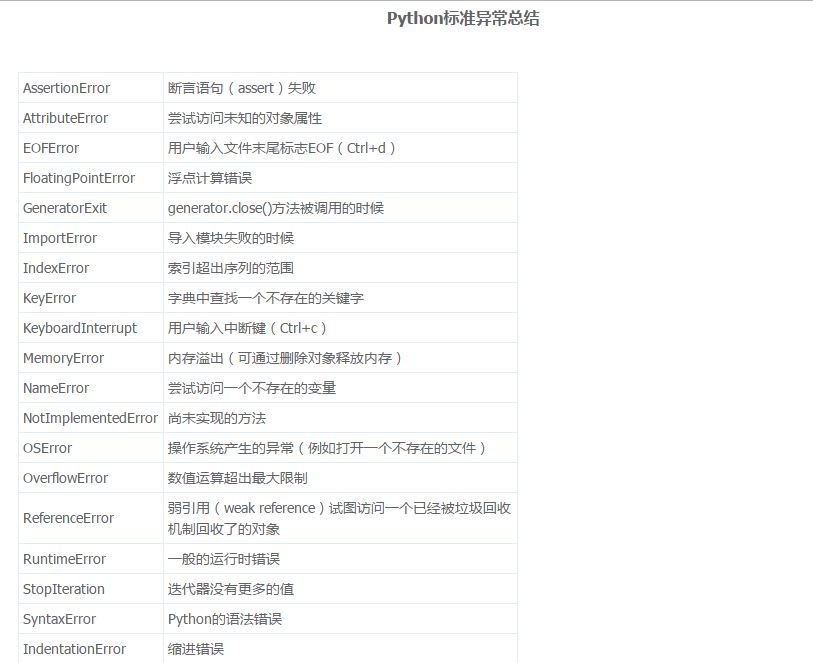 Python标准异常总结
AssertionError 断言语句（assert）失败
AttributeError 尝试访问未知的对象属性
EOFError 用户输入文件末尾标志EOF（Ctrl+d）
FloatingPointError 浮点计算错误
GeneratorExit generator.close()方法被调用的时候
ImportError 导入模块失败的时候
IndexError 索引超出序列的范围
KeyError 字典中查找一个不存在的关键字
KeyboardInterrupt 用户输入中断键（Ctrl+c）
MemoryError 内存溢出（可通过删除对象释放内存）
NameError 尝试访问一个不存在的变量
NotImplementedError 尚未实现的方法
OSError 操作系统产生的异常（例如打开一个不存在的文件）
OverflowError 数值运算超出最大限制
ReferenceError 弱引用（weak reference）试图访问一个已经被垃圾回收
机制回收了的对象
RuntimeError 一般的运行时错误
StopIteration 迭代器没有更多的值
SyntaxError Python的语法错误
IndentationError 缩进错误